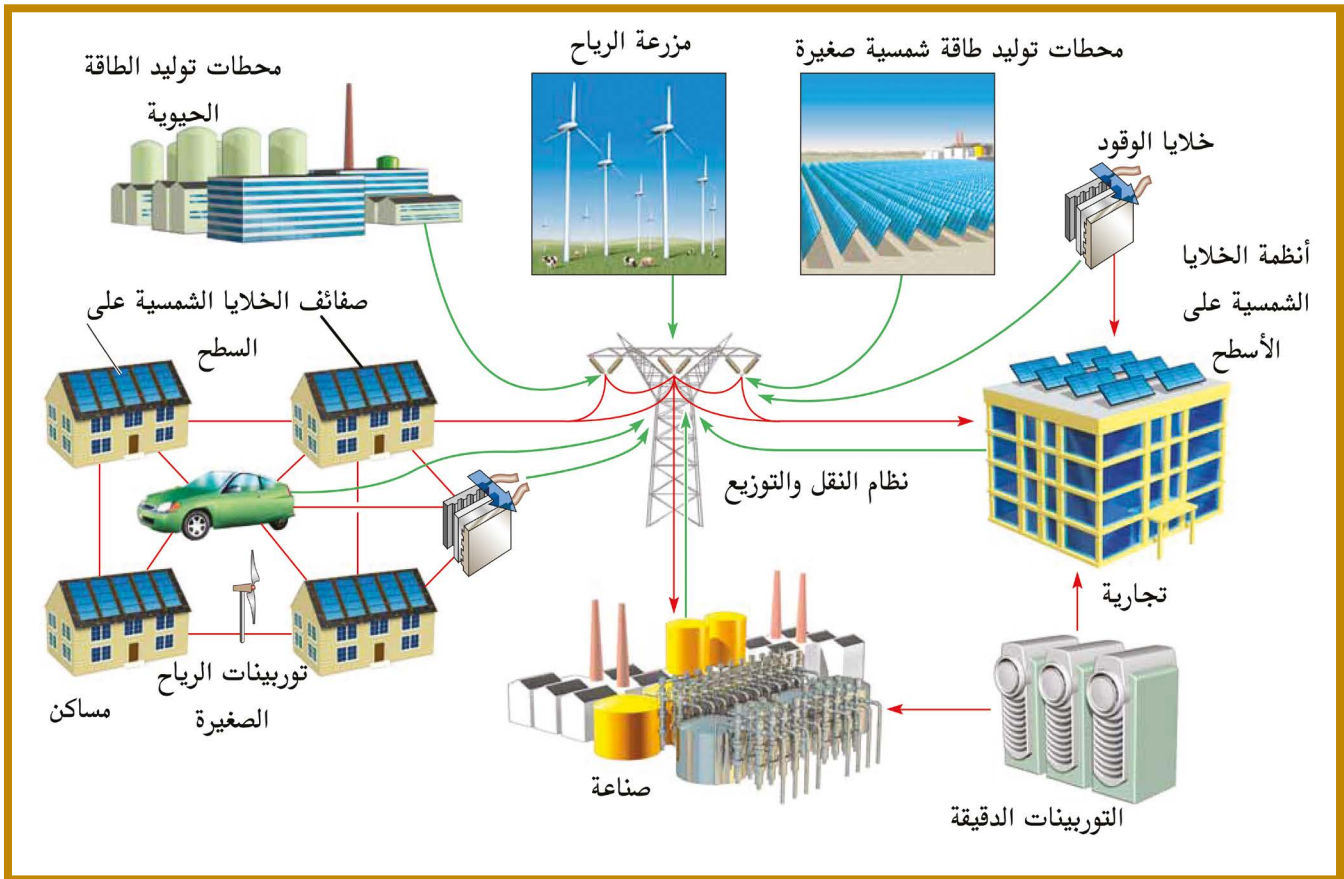 محطات توليد طاقة شمسية صغيرة
مزرعة الرياح
محطات توليد الطاقة
الحيوية
خلايا الوقود
أنظمة الخلايا
الشمسية على
الأسطح
صفائف الخلايا الشمسية على
السطح
نظام النقل والتوزيع
تجارية
توربينات الرياح
الصغيرة
مساكن
صناعة
التوربينات الدقيقة